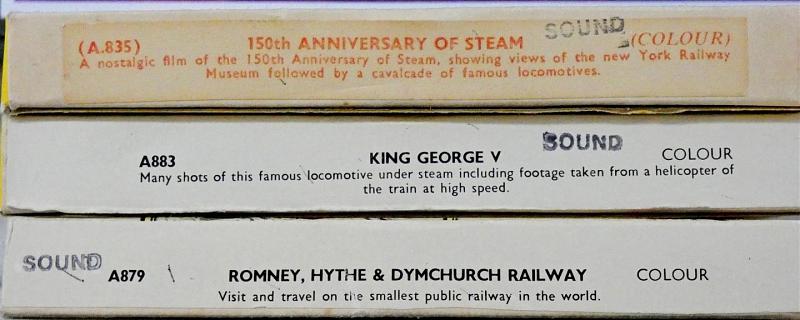 SOUND
(A.835) 150th ANNIVERSARY OF STEAM (COLOUR)
A nostalgic film of the 150th Anniversary of Steam, showing views of the new York Railway
Museum followed by a cavalcade of famous locomotives.
SOUND
A883 KING GEORGE V COLOUR
Many shots of this famous locomotive under steam including footage taken from a helicopter of
the train at high speed.
SOUND A879 ROMNEY, HYTHE & DYMCHURCH RAILWAY COLOUR
Visit and travel on the smallest public railway in the world.